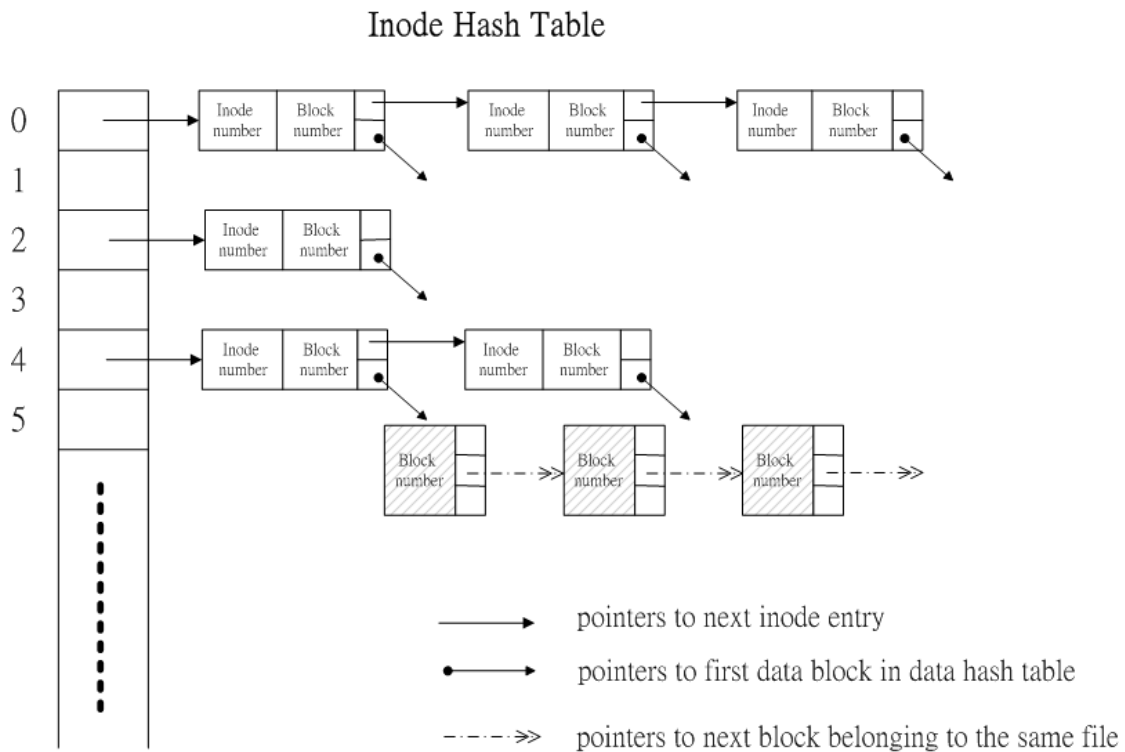 Inode Hash Table
0
Inode Block Inode Block Inode Block
number number number number number number
1
2
Inode Block
number number
3
4
Inode Block Inode Block
number number number number
5
Block Block Block
number number number
pointers to next inode entry
pointers to first data block in data hash table
pointers to next block belonging to the same file